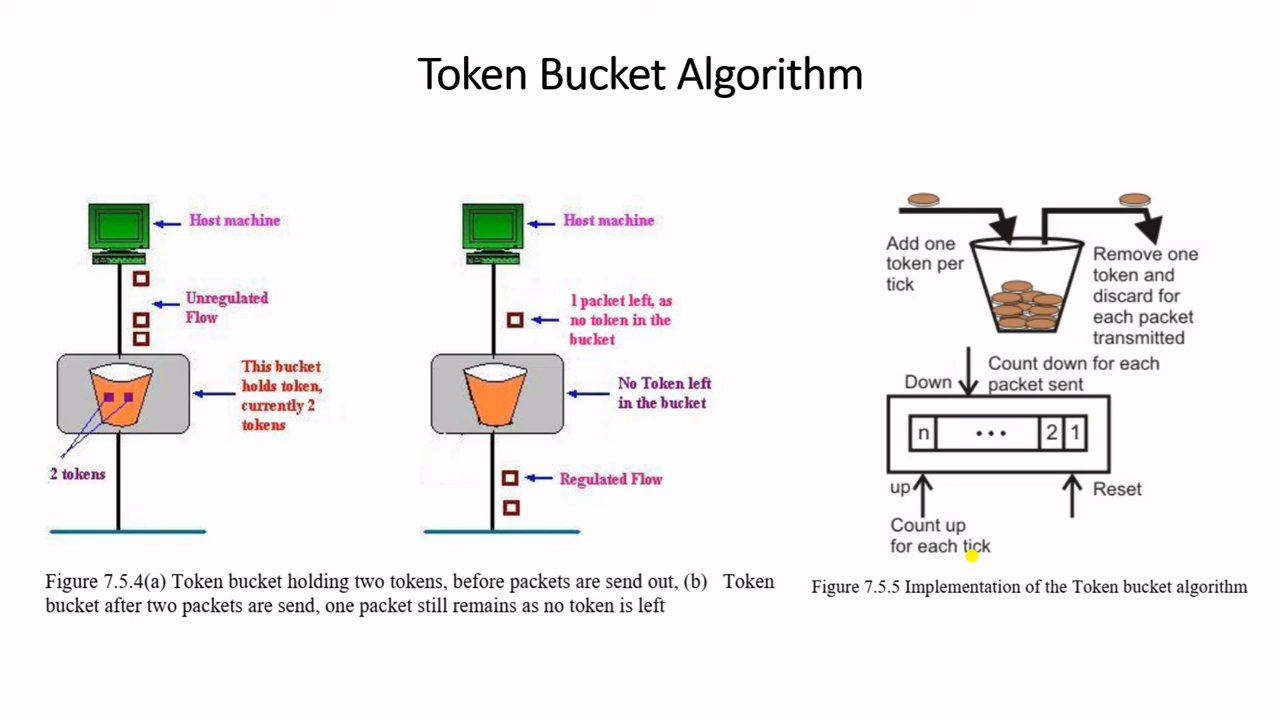 Token Bucket Algorithm
Host machine
Unregulated
Flow
This bucket
holds token,
currently 2
tokens
2 tokens
Host machine
1 packet left, as
no token in the
bucket
No Token left
in the bucket
Regulated Flow
Figure 7.5.4(a) Token bucket holding two tokens, before packets are send out, (b) Token
bucket after two packets are send, one packet still remains as no token is left
Add one
token per
tick
Remove one
token and
discard for
each packet
transmitted
Count down for each
packet sent
Down
n ... 2 1
up
Reset
Count up
for each tick
Figure 7.5.5 Implementation of the Token bucket algorithm